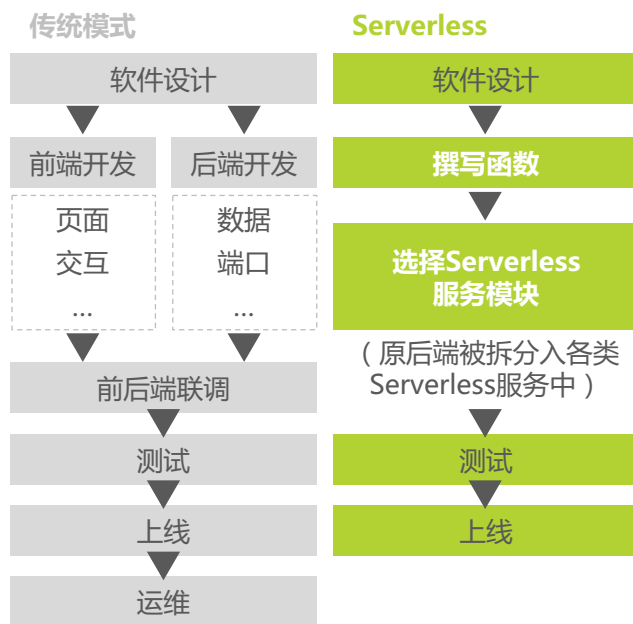 传统模式
软件设计
前端开发
后端开发
页面
交互
...
数据
端口
...
前后端联调
测试
上线
运维
Serverless
软件设计
撰写函数
选择Serverless
服务模块
（原后端被拆分入各类
Serverless服务中）
测试
上线